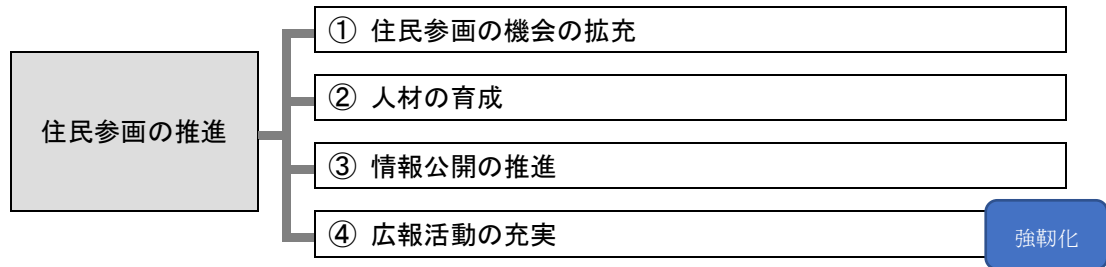 住民参画の推進
① 住民参画の機会の拡充
② 人材の育成
③ 情報公開の推進
④ 広報活動の充実
強靭化